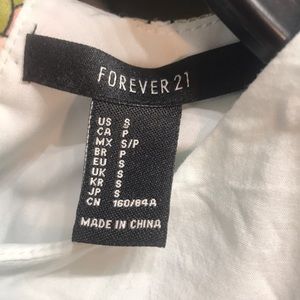 FOREVER 21
US S
CA P
MX S/P
BR P
EU S
UK S
KR S
JP S
CN 160/84A
MADE IN CHINA